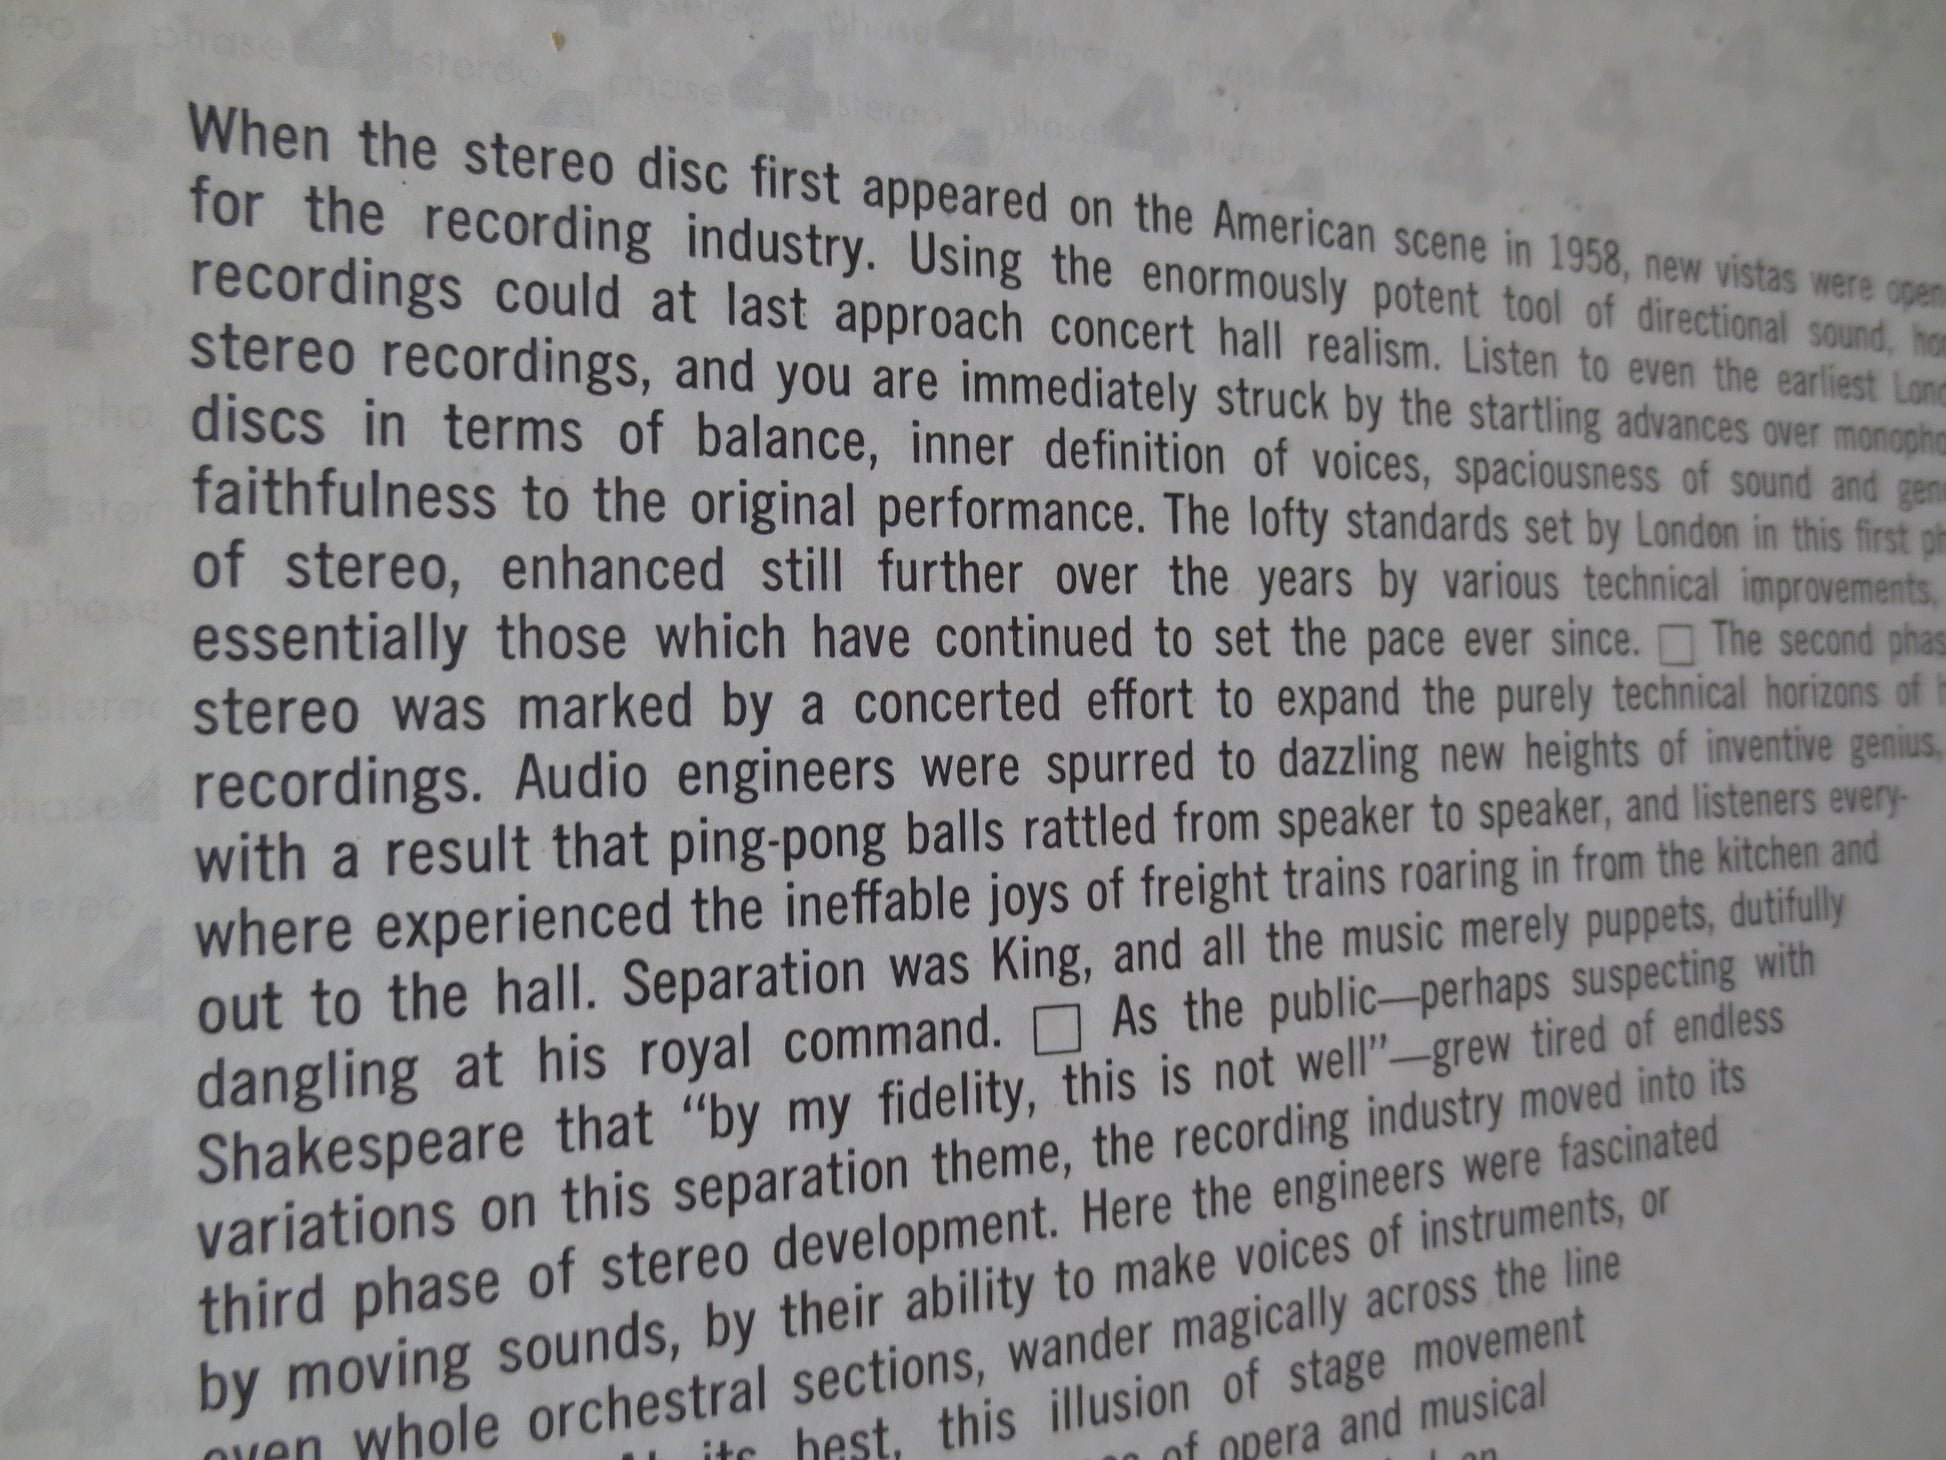 phase 4 stereo
phase 4 stereo
When the stereo disc first appeared on the American scene in 1958, new vistas were open
for the recording industry. Using the enormously potent tool of directional sound,
recordings could at last approach concert hall realism. Listen to even the earliest
stereo recordings, and you are immediately struck by the startling advances over
discs in terms of balance, inner definition of voices, spaciousness of sound and
faithfulness to the original performance. The lofty standards set by London in this first
of stereo, enhanced still further over the years by various technical improvements,
essentially those which have continued to set the pace ever since. □ The second
stereo was marked by a concerted effort to expand the purely technical horizons of
recordings. Audio engineers were spurred to dazzling new heights of inventive genius,
with a result that ping-pong balls rattled from speaker to speaker, and listeners every-
where experienced the ineffable joys of freight trains roaring in from the kitchen and
out to the hall. Separation was King, and all the music merely puppets, dutifully
dangling at his royal command. □ As the public—perhaps suspecting with
Shakespeare that “by my fidelity, this is not well”—grew tired of endless
variations on this separation theme, the recording industry moved into its
third phase of stereo development. Here the engineers were fascinated
by moving sounds, by their ability to make voices of instruments, or
even whole orchestral sections, wander magically across the line
its best, this illusion of stage movement
of opera and musical